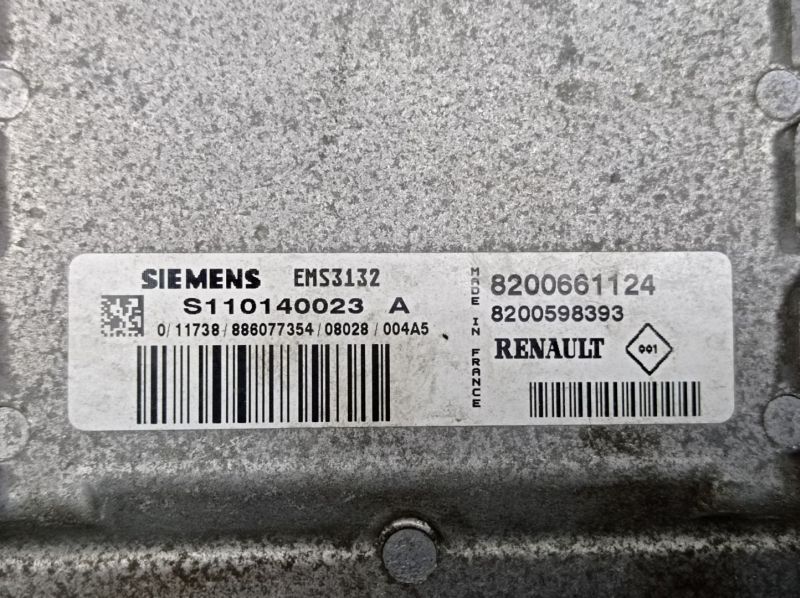 SIEMENS EMS3132
S110140023 A
0/11738/886077354/08028/004A5
MADE IN FRANCE
8200661124
8200598393
RENAULT 001